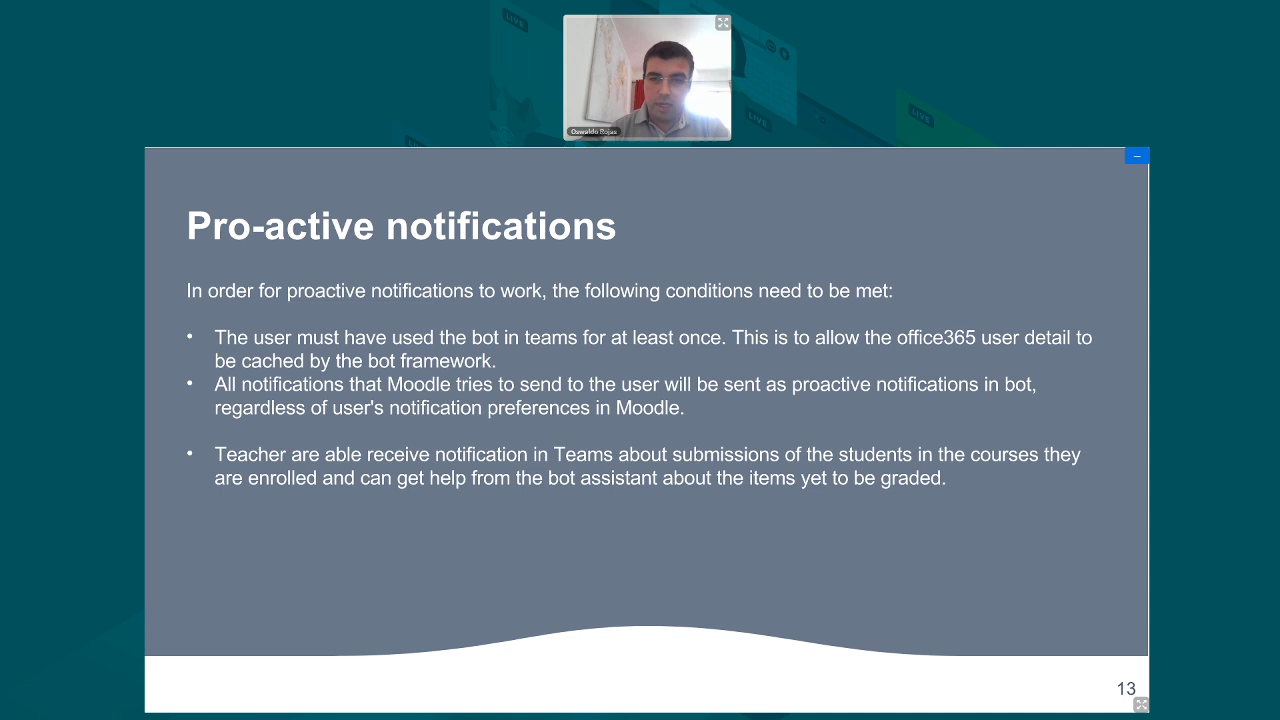 LIVE
LIVE
LIVE
Oswaldo Rojas
Pro-active notifications
In order for proactive notifications to work, the following conditions need to be met:
• The user must have used the bot in teams for at least once. This is to allow the office365 user detail to
be cached by the bot framework.
• All notifications that Moodle tries to send to the user will be sent as proactive notifications in bot,
regardless of user's notification preferences in Moodle.
• Teacher are able receive notification in Teams about submissions of the students in the courses they
are enrolled and can get help from the bot assistant about the items yet to be graded.
13